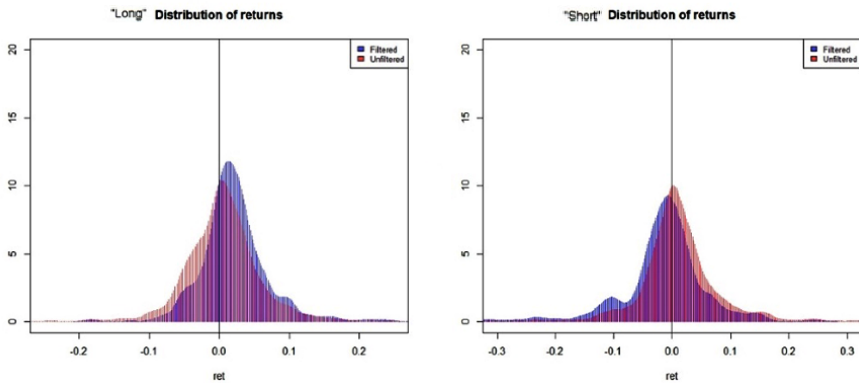 "Long" Distribution of returns
Filtered
Unfiltered
20
15
10
5
0
-0.2 -0.1 0.0 0.1 0.2
ret
"Short" Distribution of returns
Filtered
Unfiltered
20
15
10
5
0
-0.3 -0.2 -0.1 0.0 0.1 0.2 0.3
ret